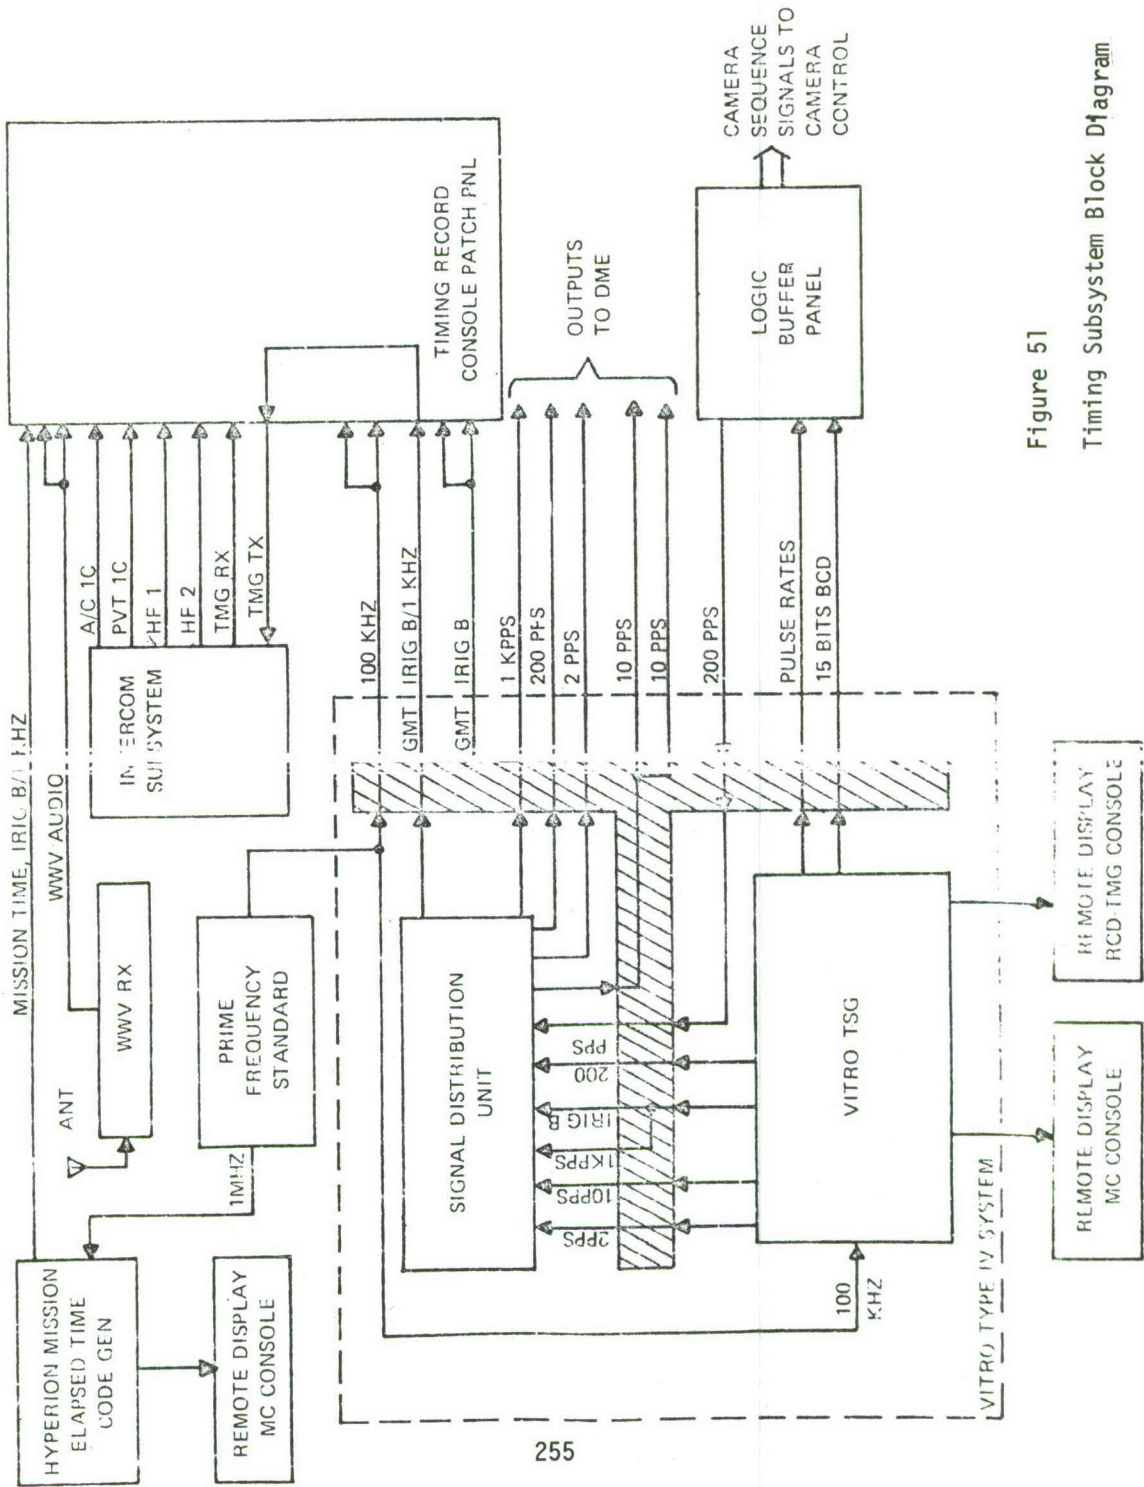 MISSION TIME, IRIG B/1 KHZ
HYPERION MISSION
ELAPSED TIME
CODE GEN
REMOTE DISPLAY
MC CONSOLE
ANT
WWV RX
WWV AUDIO
1MHZ
PRIME
FREQUENCY
STANDARD
INTERCOM
SUBSYSTEM
A/C 1C
PVT 1C
HF 1
HF 2
TMG RX
TMG TX
TIMING RECORD
CONSOLE PATCH PNL
100 KHZ
GMT IRIG B/1 KHZ
GMT IRIG B
1 KPPS
200 PPS
2 PPS
10 PPS
10 PPS
OUTPUTS
TO DME
200 PPS
PULSE RATES
15 BITS BCD
LOGIC
BUFFER
PANEL
CAMERA
SEQUENCE
SIGNALS TO
CAMERA
CONTROL
SIGNAL DISTRIBUTION
UNIT
2PPS
10PPS
1KPPS
IRIG B
200
PPS
VITRO TSG
100
KHZ
VITRO TYPE IV SYSTEM
REMOTE DISPLAY
MC CONSOLE
REMOTE DISPLAY
RCD-TMG CONSOLE
Figure 51
Timing Subsystem Block Diagram
255